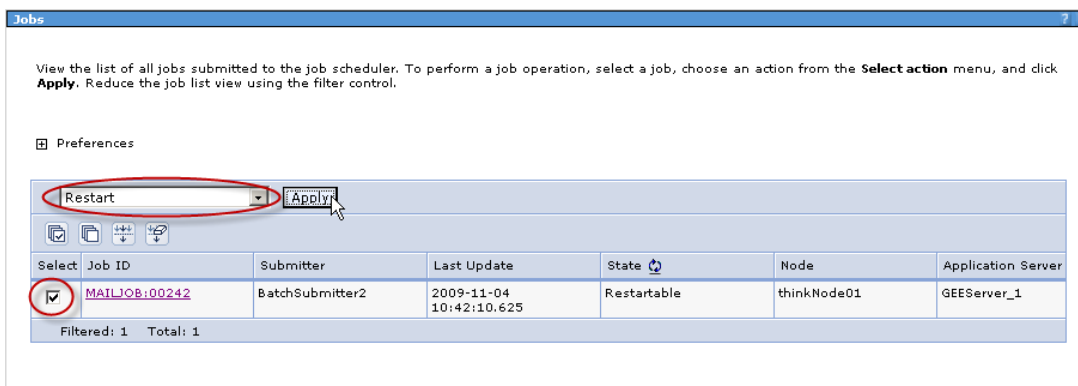 Jobs ?
View the list of all jobs submitted to the job scheduler. To perform a job operation, select a job, choose an action from the Select action menu, and click
Apply. Reduce the job list view using the filter control.
Preferences
Restart Apply
Select Job ID Submitter Last Update State Node Application Server
MAILJOB:00242 BatchSubmitter2 2009-11-04 Restartable thinkNode01 GEEServer_1
10:42:10.625
Filtered: 1 Total: 1